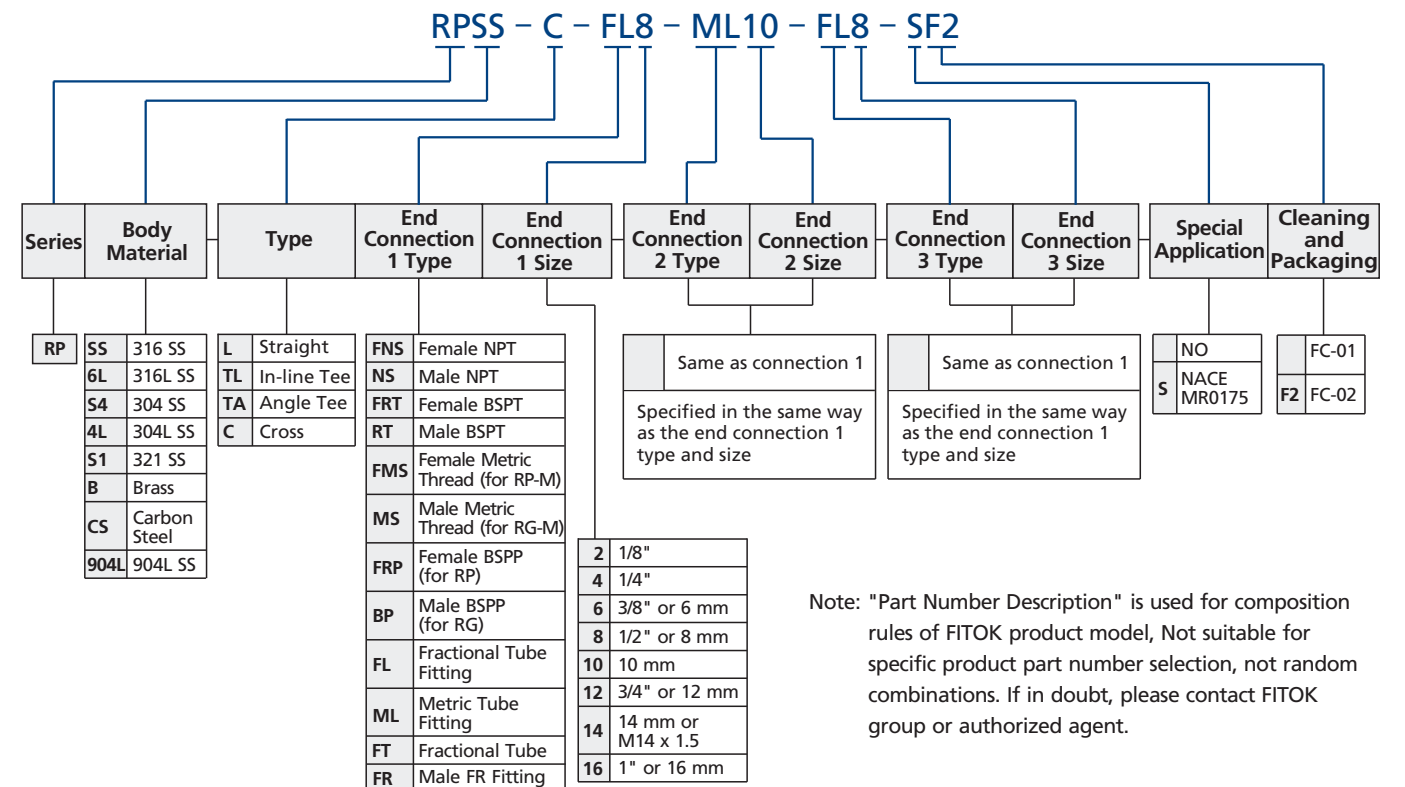 RPSS – C – FL8 – ML10 – FL8 – SF2
Series
Body
Material
Type
End
Connection
1 Type
End
Connection
1 Size
End
Connection
2 Type
End
Connection
2 Size
End
Connection
3 Type
End
Connection
3 Size
Special
Application
Cleaning
and
Packaging
RP
SS 316 SS
6L 316L SS
S4 304 SS
4L 304L SS
S1 321 SS
B Brass
CS Carbon
Steel
904L 904L SS
L Straight
TL In-line Tee
TA Angle Tee
C Cross
FNS Female NPT
NS Male NPT
FRT Female BSPT
RT Male BSPT
FMS Female Metric
Thread (for RP-M)
MS Male Metric
Thread (for RG-M)
FRP Female BSPP
(for RP)
BP Male BSPP
(for RG)
FL Fractional Tube
Fitting
ML Metric Tube
Fitting
FT Fractional Tube
FR Male FR Fitting
2 1/8"
4 1/4"
6 3/8" or 6 mm
8 1/2" or 8 mm
10 10 mm
12 3/4" or 12 mm
14 14 mm or
M14 x 1.5
16 1" or 16 mm
Same as connection 1
Specified in the same way
as the end connection 1
type and size
Same as connection 1
Specified in the same way
as the end connection 1
type and size
NO
S NACE
MR0175
FC-01
F2 FC-02
Note: "Part Number Description" is used for composition
rules of FITOK product model, Not suitable for
specific product part number selection, not random
combinations. If in doubt, please contact FITOK
group or authorized agent.